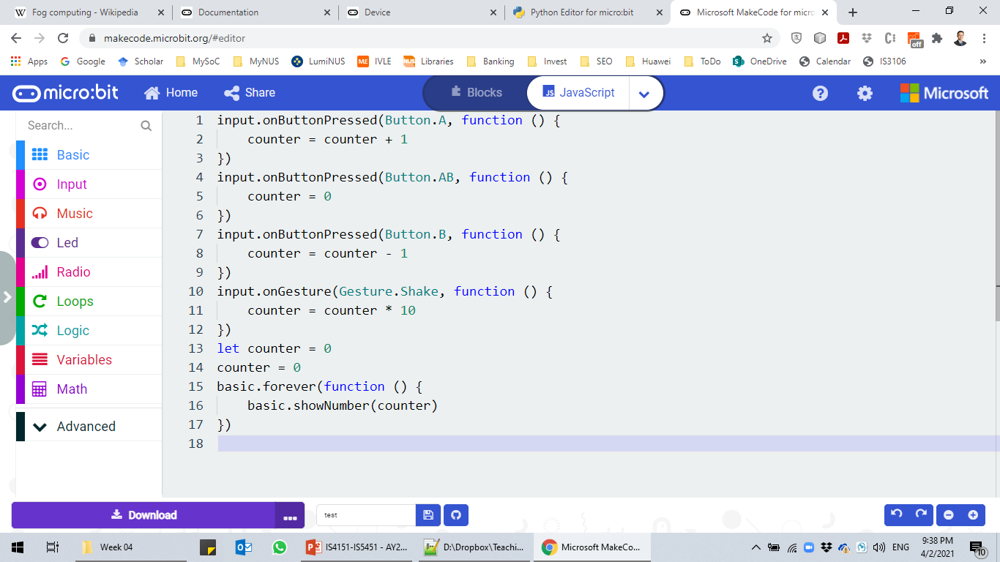 Fog computing - Wikipedia
Documentation
Device
Python Editor for micro:bit
Microsoft MakeCode for micro
makecode.microbit.org/#editor
off
Apps
Google
Scholar
MySoC
MyNUS
LumiNUS
ME IVLE
NUS Libraries
Banking
Invest
SEO
Huawei
ToDo
OneDrive
Calendar
IS3106
»
micro:bit
Home
Share
Blocks
JS JavaScript
Microsoft
Search...
Basic
Input
Music
Led
Radio
Loops
Logic
Variables
Math
Advanced
1 input.onButtonPressed(Button.A, function () {
2 counter = counter + 1
3 })
4 input.onButtonPressed(Button.AB, function () {
5 counter = 0
6 })
7 input.onButtonPressed(Button.B, function () {
8 counter = counter - 1
9 })
10 input.onGesture(Gesture.Shake, function () {
11 counter = counter * 10
12 })
13 let counter = 0
14 counter = 0
15 basic.forever(function () {
16 basic.showNumber(counter)
17 })
18
Download
...
test
Week 04
IS4151-IS5451 - AY2...
D:\Dropbox\Teachi...
Microsoft MakeCo...
ENG
9:38 PM
4/2/2021
10